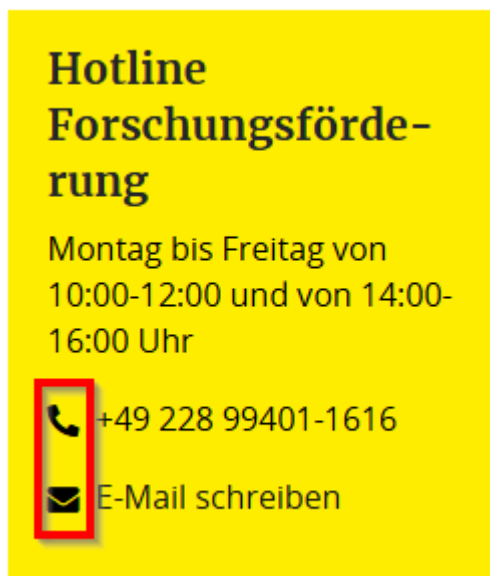 Hotline
Forschungsförde-
rung
Montag bis Freitag von
10:00-12:00 und von 14:00-
16:00 Uhr
+49 228 99401-1616
E-Mail schreiben